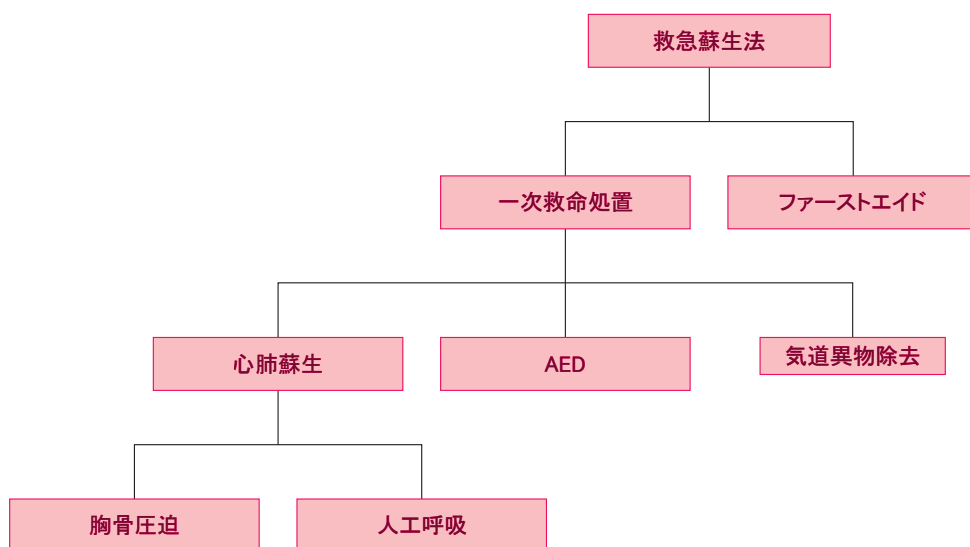 救急蘇生法
一次救命処置
ファーストエイド
心肺蘇生
AED
気道異物除去
胸骨圧迫
人工呼吸